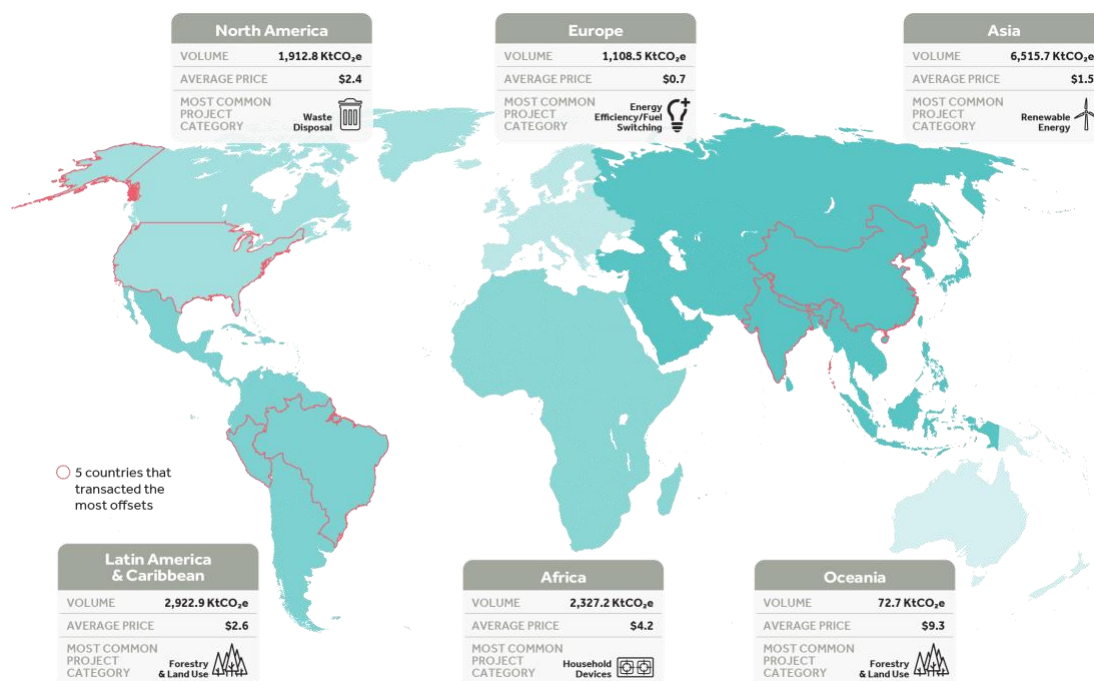 North America
VOLUME 1,912.8 KtCO₂e
AVERAGE PRICE $2.4
MOST COMMON
PROJECT
CATEGORY
Waste
Disposal
Europe
VOLUME 1,108.5 KtCO₂e
AVERAGE PRICE $0.7
MOST COMMON
PROJECT
CATEGORY
Energy
Efficiency/Fuel
Switching
Asia
VOLUME 6,515.7 KtCO₂e
AVERAGE PRICE $1.5
MOST COMMON
PROJECT
CATEGORY
Renewable
Energy
5 countries that
transacted the
most offsets
Latin America
& Caribbean
VOLUME 2,922.9 KtCO₂e
AVERAGE PRICE $2.6
MOST COMMON
PROJECT
CATEGORY
Forestry
& Land Use
Africa
VOLUME 2,327.2 KtCO₂e
AVERAGE PRICE $4.2
MOST COMMON
PROJECT
CATEGORY
Household
Devices
Oceania
VOLUME 72.7 KtCO₂e
AVERAGE PRICE $9.3
MOST COMMON
PROJECT
CATEGORY
Forestry
& Land Use